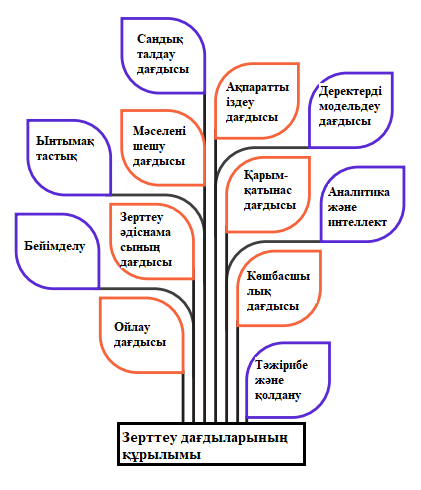 Сандық
талдау
дағдысы
Ақпаратты
іздеу
дағдысы
Деректерді
модельдеу
дағдысы
Мәселені
шешу
дағдысы
Ынтымақ
тастық
Қарым-
қатынас
дағдысы
Аналитика
және
интеллект
Зерттеу
әдіснама
сының
дағдысы
Бейімделу
Көшбасшы
лық
дағдысы
Ойлау
дағдысы
Тәжірибе
және
қолдану
Зерттеу дағдыларының
құрылымы